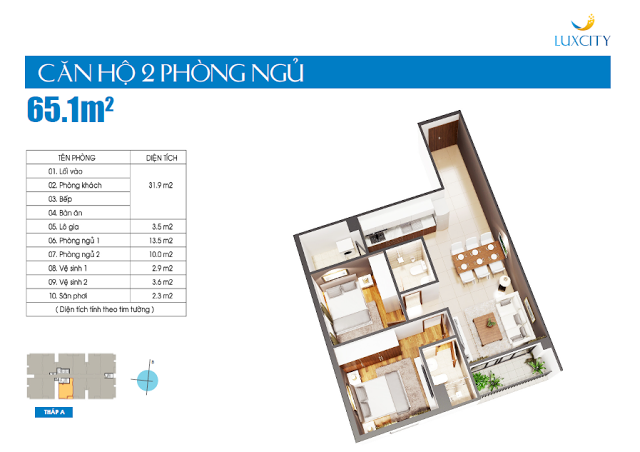 LUXCITY
CĂN HỘ 2 PHÒNG NGỦ
65.1m²
TÊN PHÒNG DIỆN TÍCH
01. Lối vào
02. Phòng khách 31.9 m2
03. Bếp
04. Bàn ăn
05. Lô gia 3.5 m2
06. Phòng ngủ 1 13.5 m2
07. Phòng ngủ 2 10.0 m2
08. Vệ sinh 1 2.9 m2
09. Vệ sinh 2 3.6 m2
10. Sân phơi 2.3 m2
( Diện tích tính theo tim tường )
THÁP A